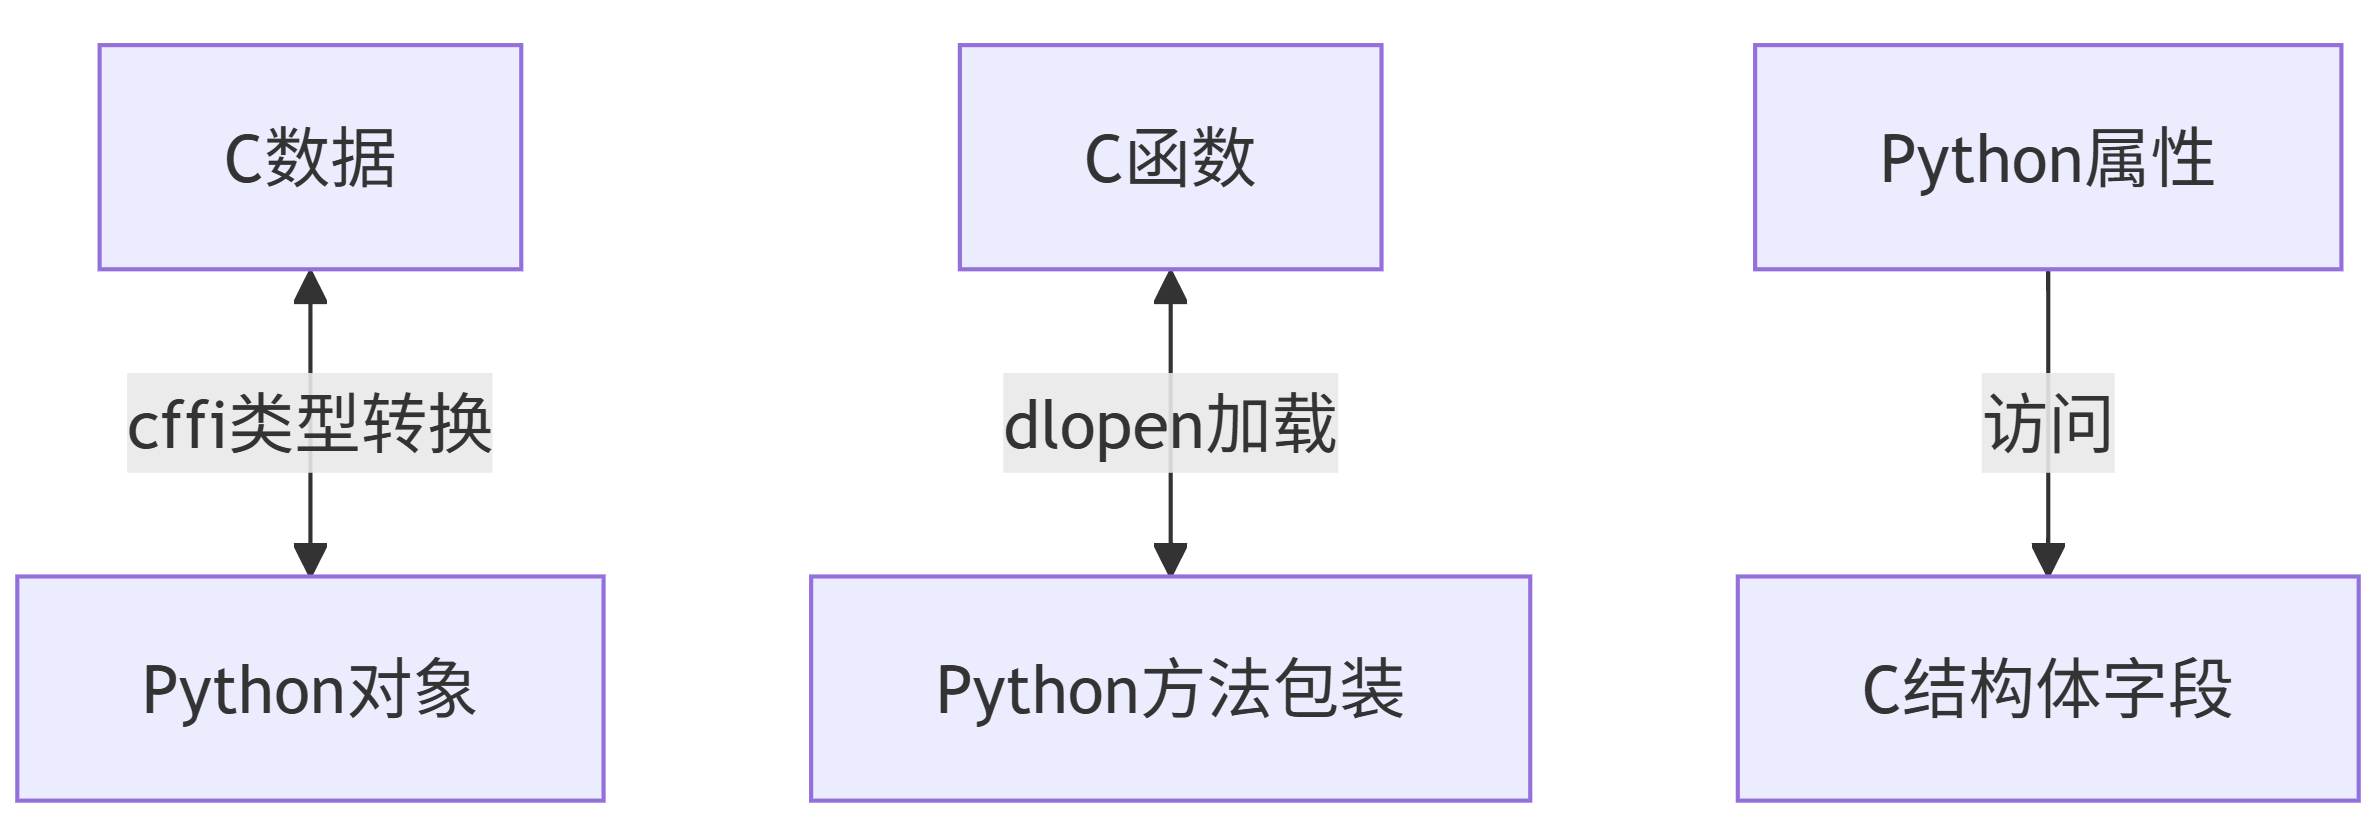 C数据
C函数
Python属性
cffi类型转换
dlopen加载
访问
Python对象
Python方法包装
C结构体字段